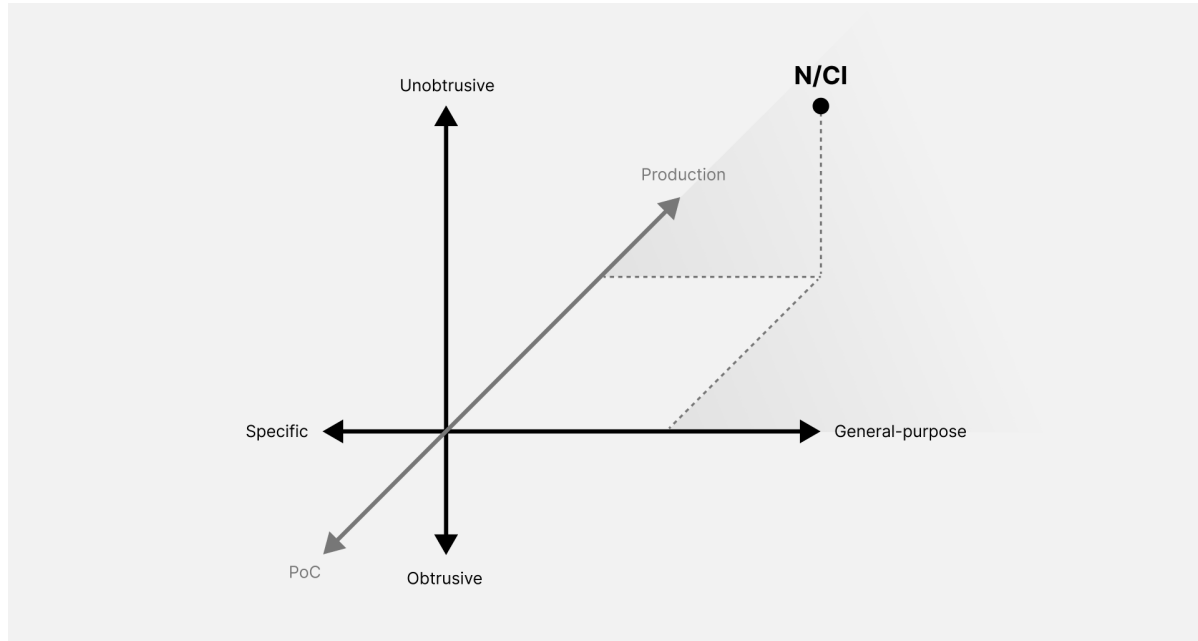 N/CI
Unobtrusive
Production
Specific
General-purpose
PoC
Obtrusive